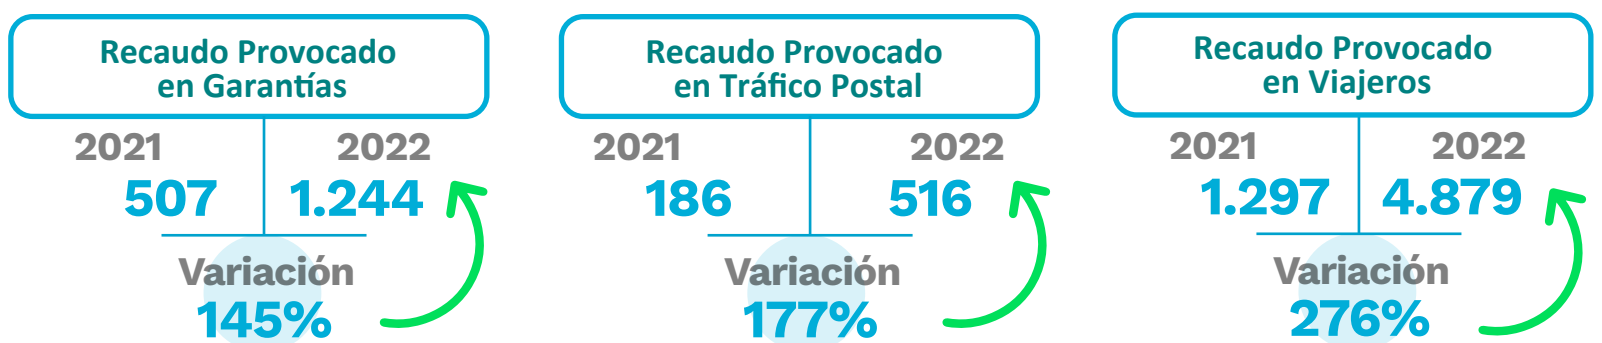 Recaudo Provocado
en Garantías
2021 2022
507 1.244
Variación
145%
Recaudo Provocado
en Tráfico Postal
2021 2022
186 516
Variación
177%
Recaudo Provocado
en Viajeros
2021 2022
1.297 4.879
Variación
276%